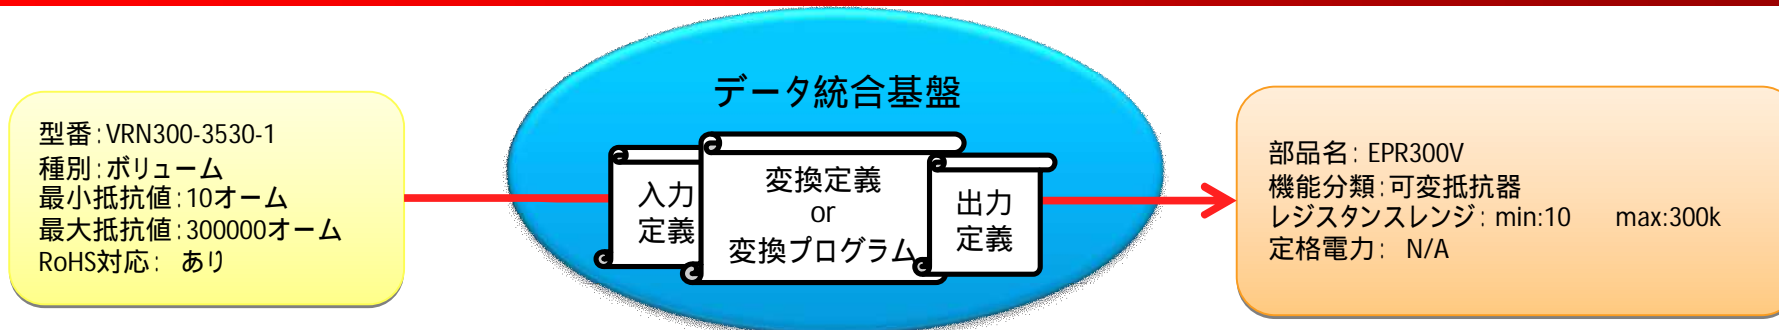 データ統合基盤
型番:VRN300-3530-1
種別:ボリューム
最小抵抗値:10オーム
最大抵抗値:300000オーム
RoHS対応: あり
入力
定義
変換定義
or
変換プログラム
出力
定義
部品名: EPR300V
機能分類:可変抵抗器
レジスタンスレンジ: min:10 max:300k
定格電力: N/A